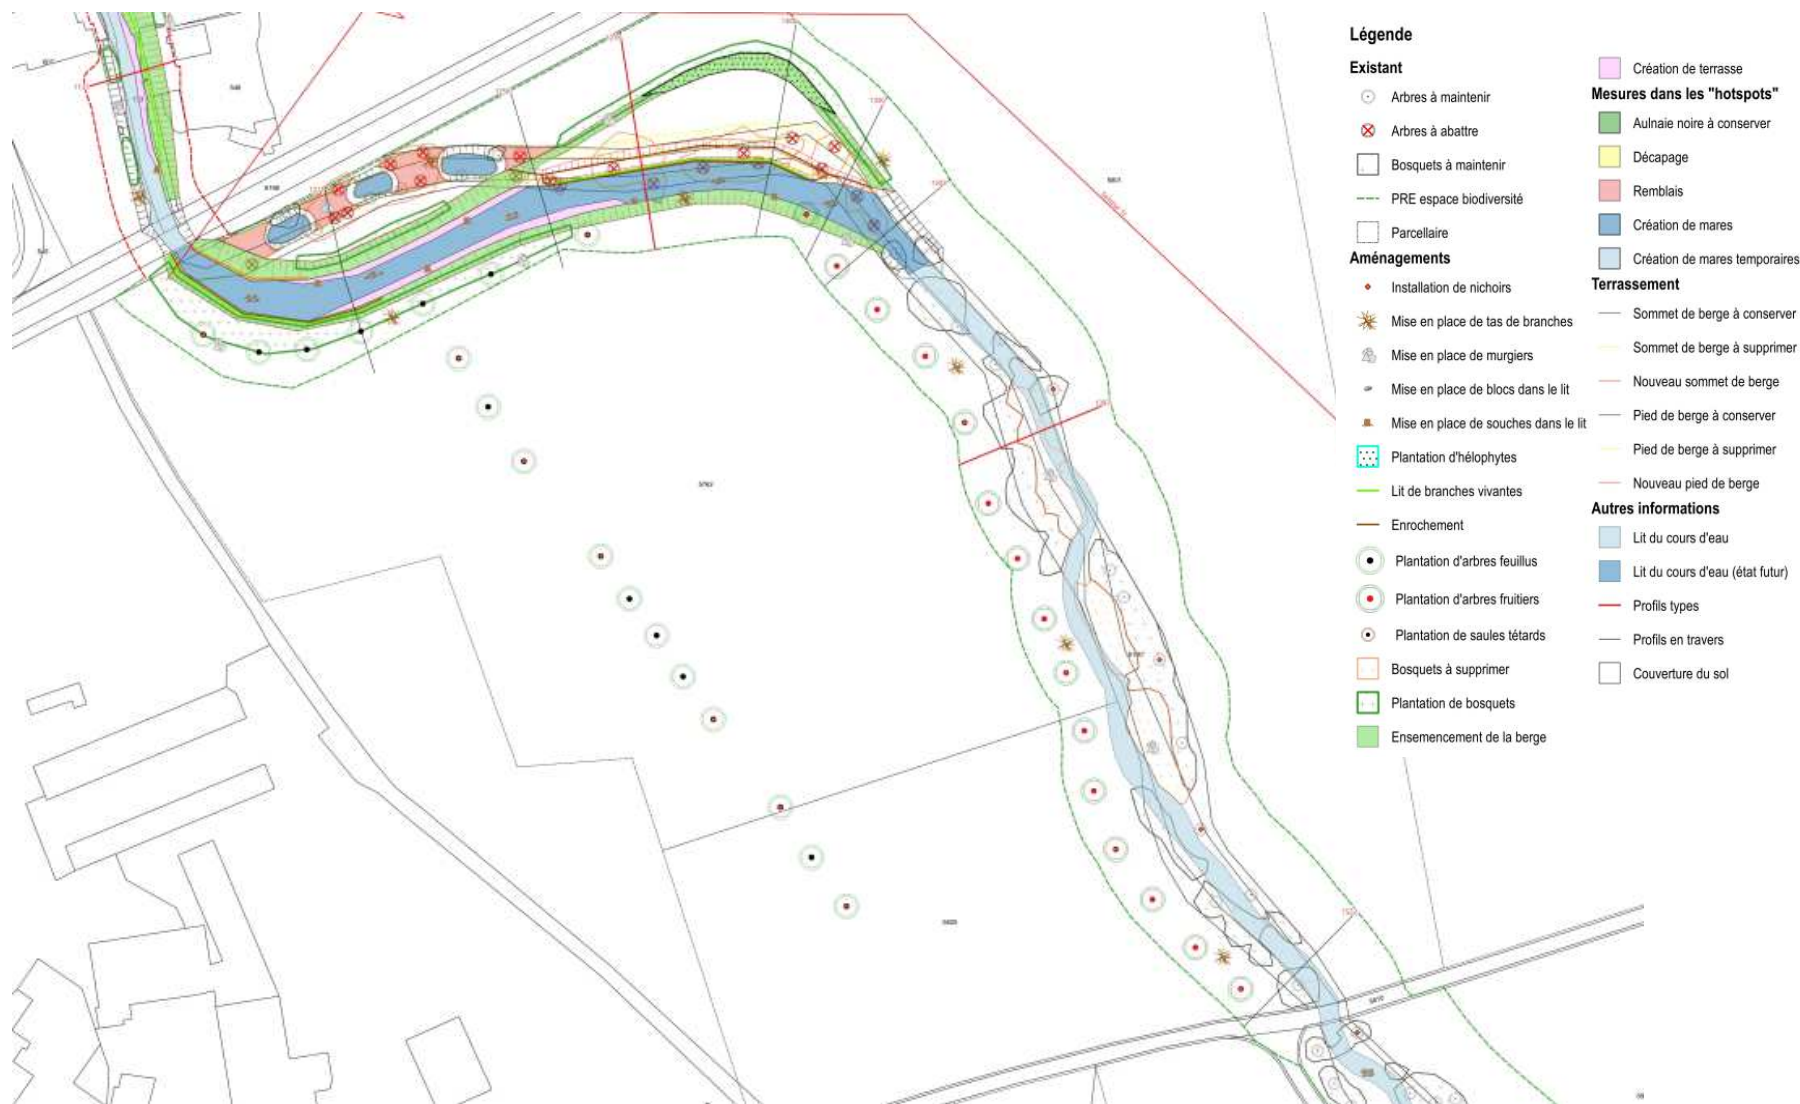 Légende
Existant
Arbres à maintenir
Arbres à abattre
Bosquets à maintenir
PRE espace biodiversité
Parcellaire
Aménagements
Installation de nichoirs
Mise en place de tas de branches
Mise en place de murgiers
Mise en place de blocs dans le lit
Mise en place de souches dans le lit
Plantation d'hélophytes
Lit de branches vivantes
Enrochement
Plantation d'arbres feuillus
Plantation d'arbres fruitiers
Plantation de saules tétards
Bosquets à supprimer
Plantation de bosquets
Ensemencement de la berge
Création de terrasse
Mesures dans les "hotspots"
Aulnaie noire à conserver
Décapage
Remblais
Création de mares
Création de mares temporaires
Terrassement
Sommet de berge à conserver
Sommet de berge à supprimer
Nouveau sommet de berge
Pied de berge à conserver
Pied de berge à supprimer
Nouveau pied de berge
Autres informations
Lit du cours d'eau
Lit du cours d'eau (état futur)
Profils types
Profils en travers
Couverture du sol